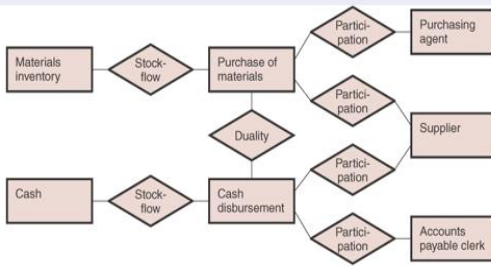 Materials
inventory
Stock-
flow
Purchase of
materials
Partici-
pation
Purchasing
agent
Partici-
pation
Duality
Supplier
Partici-
pation
Cash
Stock-
flow
Cash
disbursement
Partici-
pation
Accounts
payable clerk